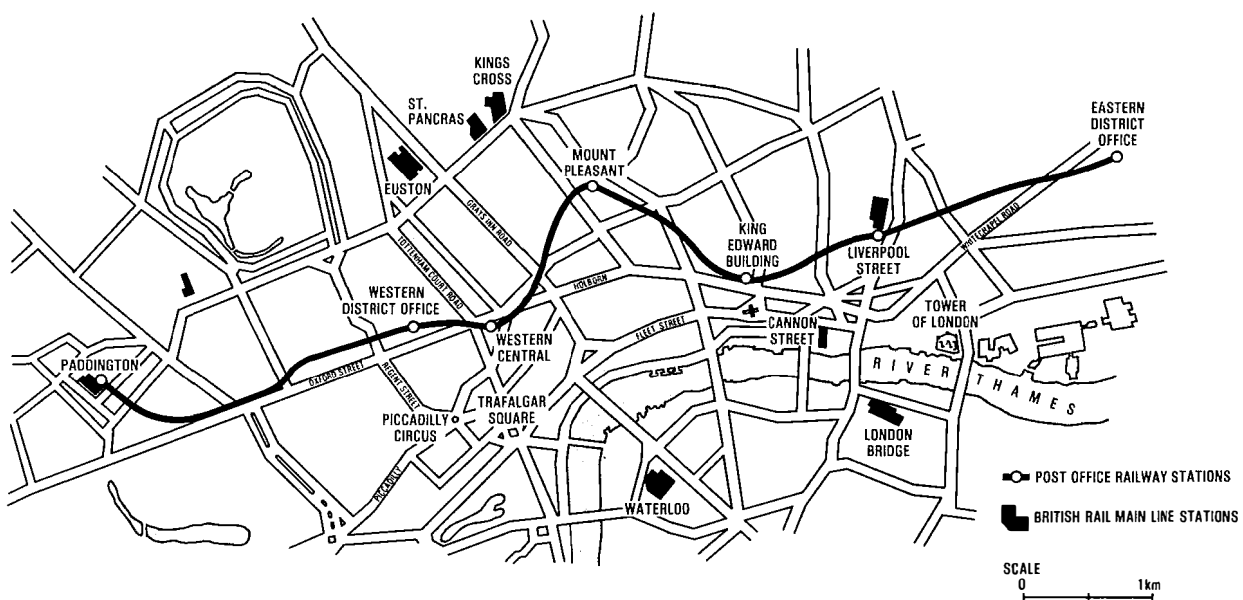 KINGS
CROSS
ST.
PANCRAS
EUSTON
MOUNT
PLEASANT
EASTERN
DISTRICT
OFFICE
GRAYS INN ROAD
TOTTENHAM COURT ROAD
KING
EDWARD
BUILDING
LIVERPOOL
STREET
WHITECHAPEL ROAD
WESTERN
DISTRICT OFFICE
HOLBORN
WESTERN
CENTRAL
FLEET STREET
CANNON
STREET
TOWER
OF LONDON
PADDINGTON
OXFORD STREET
REGENT STREET
RIVER THAMES
PICCADILLY
CIRCUS
TRAFALGAR
SQUARE
PICCADILLY
LONDON
BRIDGE
WATERLOO
POST OFFICE RAILWAY STATIONS
BRITISH RAIL MAIN LINE STATIONS
SCALE
0 1km